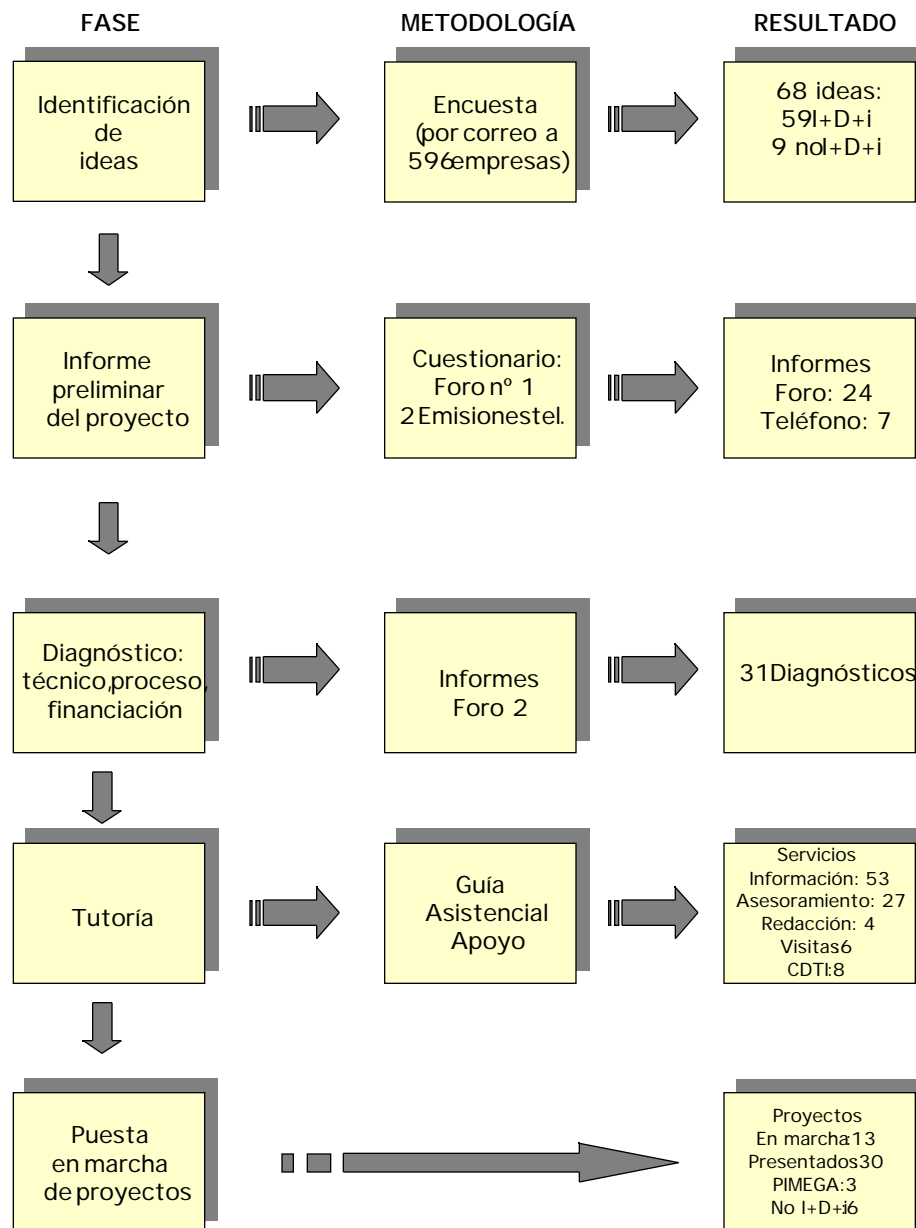 FASE METODOLOGÍA RESULTADO
Identificación
de
ideas
Encuesta
(por correo a
596empresas)
68 ideas:
59I+D+i
9 noI+D+i
Informe
preliminar
del proyecto
Cuestionario:
Foro nº 1
2Emisionestel.
Informes
Foro: 24
Teléfono: 7
Diagnóstico:
técnico,proceso,
financiación
Informes
Foro 2
31Diagnósticos
Tutoría
Guía
Asistencial
Apoyo
Servicios
Información: 53
Asesoramiento: 27
Redacción: 4
Visitas6
CDTI:8
Puesta
en marcha
de proyectos
Proyectos
En marcha:13
Presentados30
PIMEGA:3
No I+D+i:6